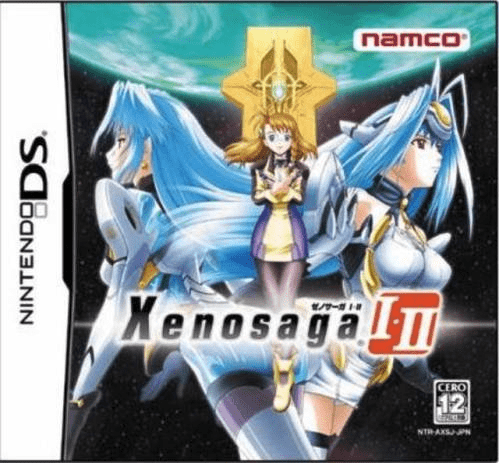 NINTENDO DS
namco
ゼノサーガ I·II
Xenosaga I·II
CERO
12
NTR-AXSJ-JPN